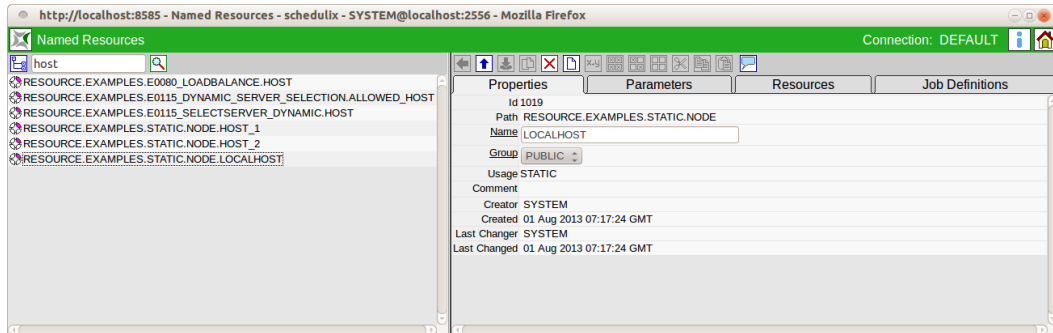 http://localhost:8585 - Named Resources - schedulix - SYSTEM@localhost:2556 - Mozilla Firefox
Named Resources
Connection: DEFAULT
host
RESOURCE.EXAMPLES.E0080_LOADBALANCE.HOST
RESOURCE.EXAMPLES.E0115_DYNAMIC_SERVER_SELECTION.ALLOWED_HOST
RESOURCE.EXAMPLES.E0115_SELECTSERVER_DYNAMIC.HOST
RESOURCE.EXAMPLES.STATIC.NODE.HOST_1
RESOURCE.EXAMPLES.STATIC.NODE.HOST_2
RESOURCE.EXAMPLES.STATIC.NODE.LOCALHOST
x,y
Properties Parameters Resources Job Definitions
Id 1019
Path RESOURCE.EXAMPLES.STATIC.NODE
Name LOCALHOST
Group PUBLIC
Usage STATIC
Comment
Creator SYSTEM
Created 01 Aug 2013 07:17:24 GMT
Last Changer SYSTEM
Last Changed 01 Aug 2013 07:17:24 GMT